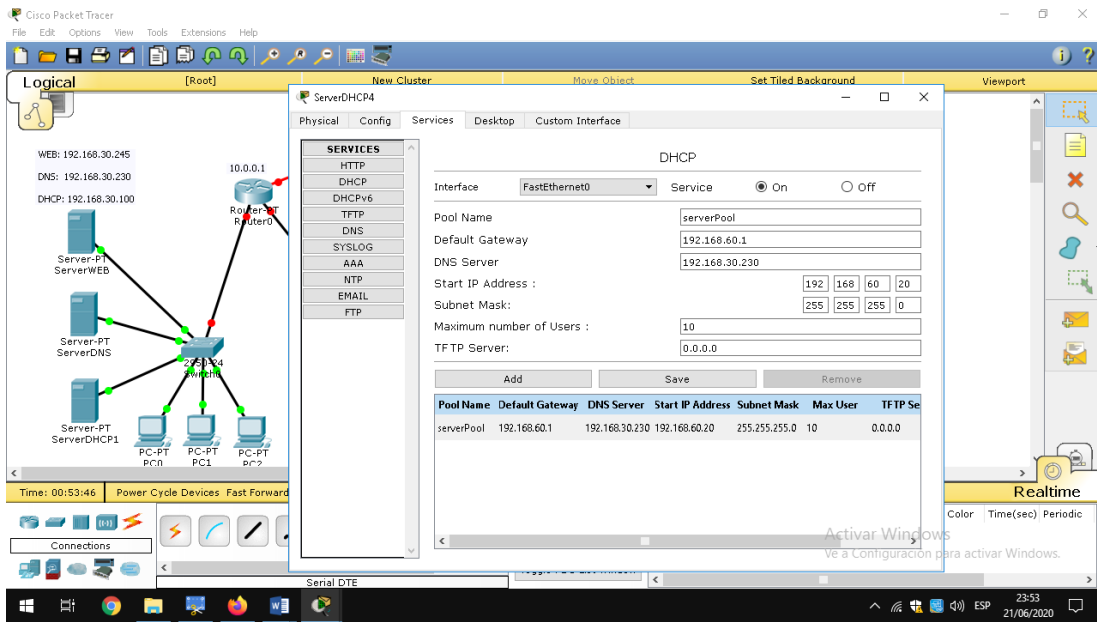 Cisco Packet Tracer
File Edit Options View Tools Extensions Help
Logical [Root] New Cluster Move Object Set Tiled Background Viewport
WEB: 192.168.30.245
DNS: 192.168.30.230
DHCP: 192.168.30.100
10.0.0.1
Router-PT
Router0
Server-PT
ServerWEB
Server-PT
ServerDNS
2950-24
Switch0
Server-PT
ServerDHCP1
PC-PT
PC0
PC-PT
PC1
PC-PT
PC2
ServerDHCP4
Physical Config Services Desktop Custom Interface
SERVICES
HTTP
DHCP
DHCPv6
TFTP
DNS
SYSLOG
AAA
NTP
EMAIL
FTP
DHCP
Interface FastEthernet0 Service On Off
Pool Name serverPool
Default Gateway 192.168.60.1
DNS Server 192.168.30.230
Start IP Address : 192 168 60 20
Subnet Mask: 255 255 255 0
Maximum number of Users : 10
TFTP Server: 0.0.0.0
Add Save Remove
Pool Name Default Gateway DNS Server Start IP Address Subnet Mask Max User TFTP Se
serverPool 192.168.60.1 192.168.30.230 192.168.60.20 255.255.255.0 10 0.0.0.0
Time: 00:53:46 Power Cycle Devices Fast Forward
Realtime
Connections
Serial DTE
Color Time(sec) Periodic
Activar Windows
Ve a Configuración para activar Windows.
ESP
23:53
21/06/2020